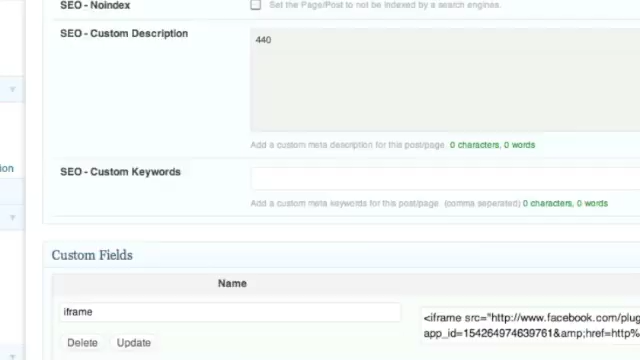 SEO - Noindex
Set the Page/Post to not be indexed by a search engines.
SEO - Custom Description
440
Add a custom meta description for this post/page 0 characters, 0 words
ion
SEO - Custom Keywords
Add a custom meta keywords for this post/page (comma seperated) 0 characters, 0 words
Custom Fields
Name
iframe
<iframe src="http://www.facebook.com/plug
app_id=154264974639761&amp;href=http%
Delete
Update